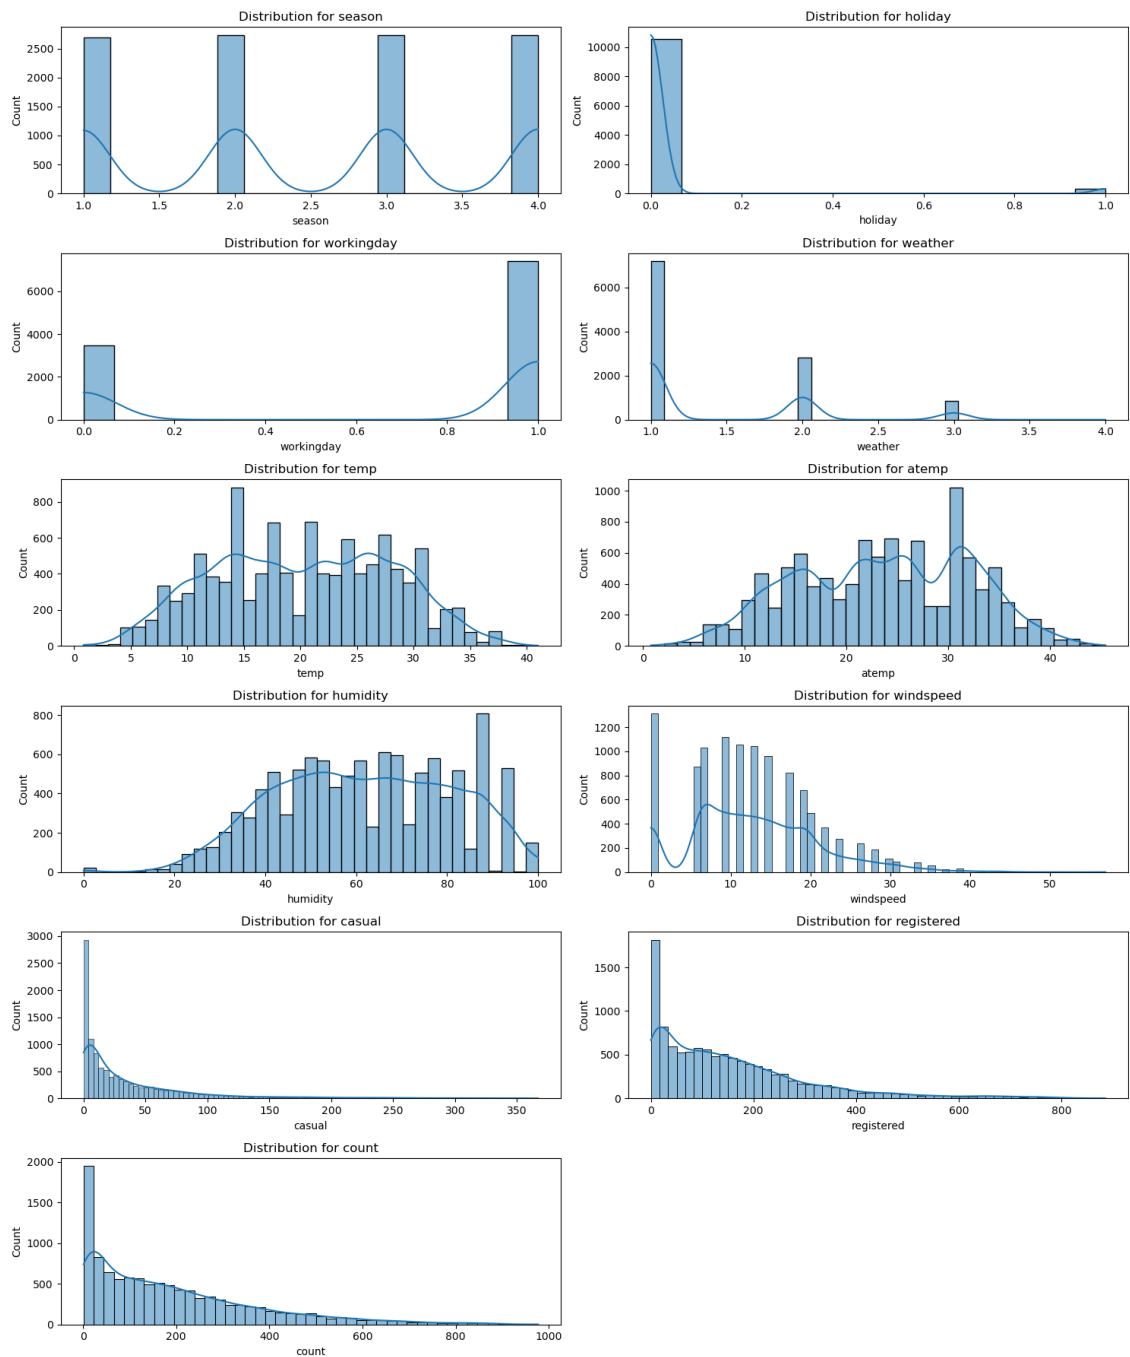 Distribution for season
Count
2500
2000
1500
1000
500
0
1.0 1.5 2.0 2.5 3.0 3.5 4.0
season
Distribution for holiday
Count
10000
8000
6000
4000
2000
0
0.0 0.2 0.4 0.6 0.8 1.0
holiday
Distribution for workingday
Count
6000
4000
2000
0
0.0 0.2 0.4 0.6 0.8 1.0
workingday
Distribution for weather
Count
6000
4000
2000
0
1.0 1.5 2.0 2.5 3.0 3.5 4.0
weather
Distribution for temp
Count
800
600
400
200
0
0 5 10 15 20 25 30 35 40
temp
Distribution for atemp
Count
1000
800
600
400
200
0
0 10 20 30 40
atemp
Distribution for humidity
Count
800
600
400
200
0
0 20 40 60 80 100
humidity
Distribution for windspeed
Count
1200
1000
800
600
400
200
0
0 10 20 30 40 50
windspeed
Distribution for casual
Count
3000
2500
2000
1500
1000
500
0
0 50 100 150 200 250 300 350
casual
Distribution for registered
Count
1500
1000
500
0
0 200 400 600 800
registered
Distribution for count
Count
2000
1500
1000
500
0
0 200 400 600 800 1000
count